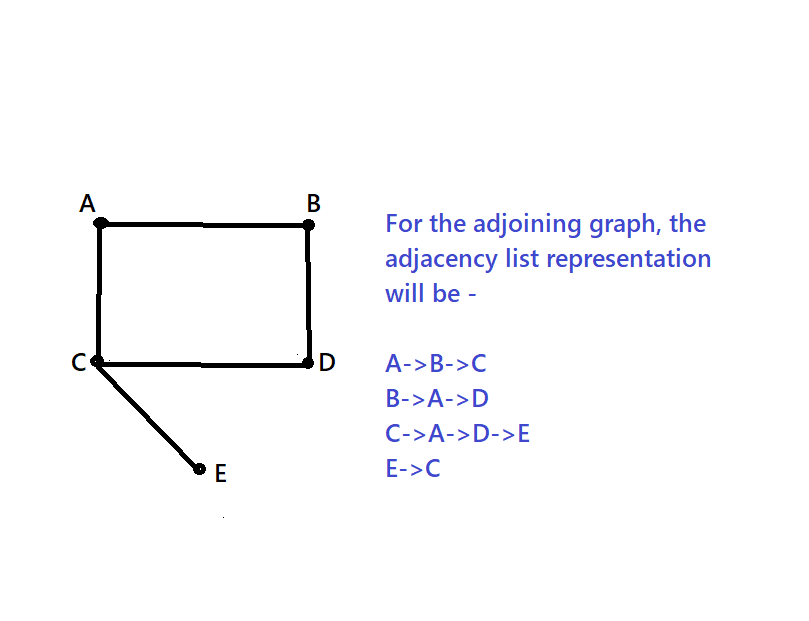 A
B
C
D
E
For the adjoining graph, the
adjacency list representation
will be -
A->B->C
B->A->D
C->A->D->E
E->C